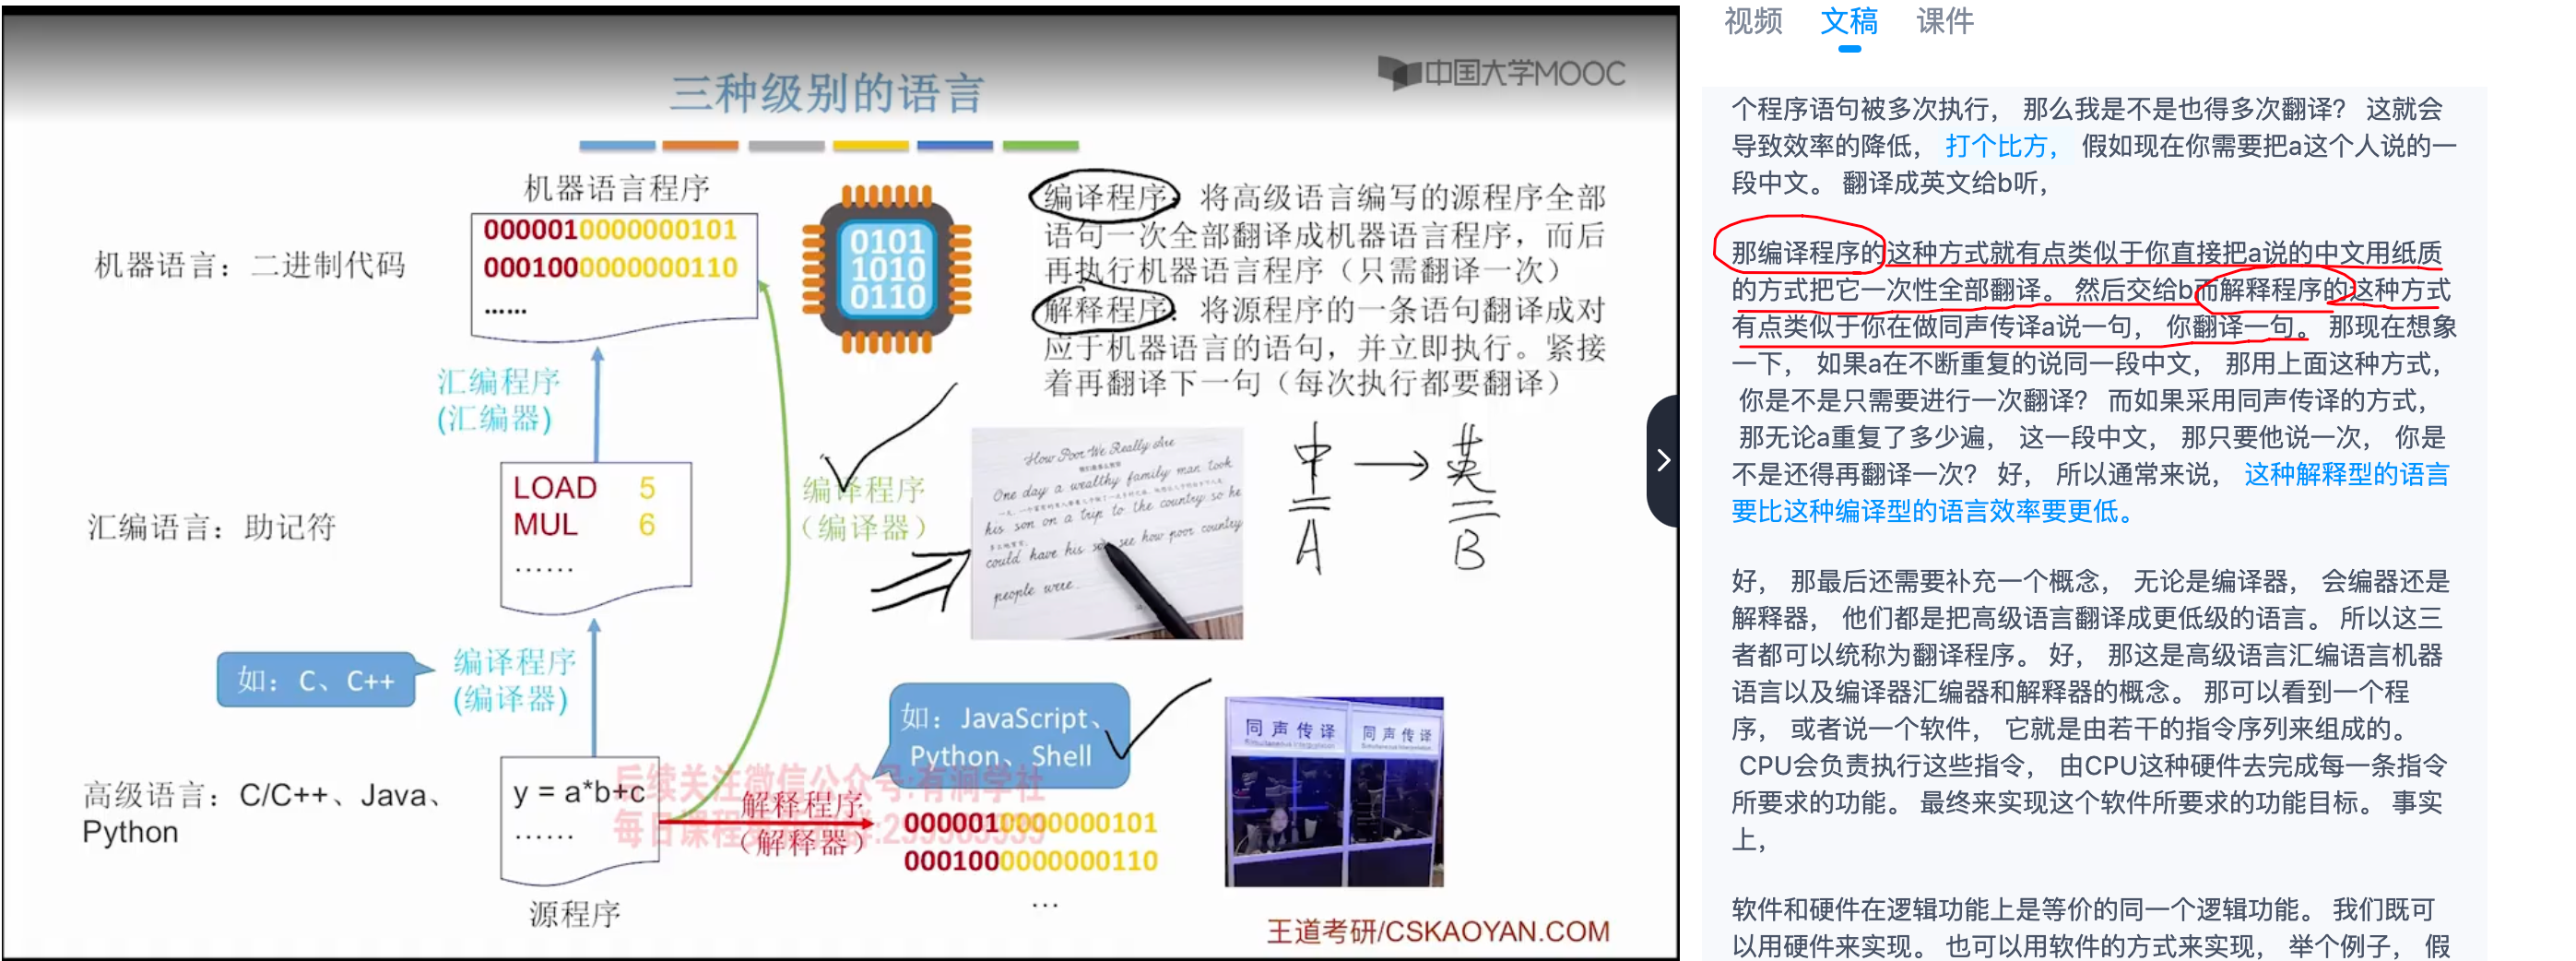 三种级别的语言
中国大学MOOC
机器语言程序
0000010000000101
0001000000000110
……
机器语言：二进制代码
0101
1010
0110
编译程序：将高级语言编写的源程序全部
语句一次全部翻译成机器语言程序，而后
再执行机器语言程序（只需翻译一次）
解释程序：将源程序的一条语句翻译成对
应于机器语言的语句，并立即执行。紧接
着再翻译下一句（每次执行都要翻译）
汇编程序
(汇编器)
LOAD 5
MUL 6
……
汇编语言：助记符
编译程序
（编译器）
How Poor We Really Are
One day a wealthy family man took
his son on a trip to the country so he
could have his son see how poor country
people were.
中 → 英
A B
如：C、C++
编译程序
(编译器)
如：JavaScript、
Python、Shell
同声传译
Simultaneous Interpretation
同声传译
Simultaneous Interpretation
高级语言：C/C++、Java、
Python
y = a*b+c
……
源程序
后续关注微信公众号:有涧学社
解释程序
（解释器）
0000010000000101
0001000000000110
…
王道考研/CSKAOYAN.COM
视频 文稿 课件
个程序语句被多次执行， 那么我是不是也得多次翻译？ 这就会
导致效率的降低， 打个比方， 假如现在你需要把a这个人说的一
段中文。 翻译成英文给b听，
那编译程序的这种方式就有点类似于你直接把a说的中文用纸质
的方式把它一次性全部翻译。 然后交给b而解释程序的这种方式
有点类似于你在做同声传译a说一句， 你翻译一句。 那现在想象
一下， 如果a在不断重复的说同一段中文， 那用上面这种方式，
你是不是只需要进行一次翻译？ 而如果采用同声传译的方式，
那无论a重复了多少遍， 这一段中文， 那只要他说一次， 你是
不是还得再翻译一次？ 好， 所以通常来说， 这种解释型的语言
要比这种编译型的语言效率要更低。
好， 那最后还需要补充一个概念， 无论是编译器， 会编器还是
解释器， 他们都是把高级语言翻译成更低级的语言。 所以这三
者都可以统称为翻译程序。 好， 那这是高级语言汇编语言机器
语言以及编译器汇编器和解释器的概念。 那可以看到一个程
序， 或者说一个软件， 它就是由若干的指令序列来组成的。
CPU会负责执行这些指令， 由CPU这种硬件去完成每一条指令
所要求的功能。 最终来实现这个软件所要求的功能目标。 事实
上，
软件和硬件在逻辑功能上是等价的同一个逻辑功能。 我们既可
以用硬件来实现。 也可以用软件的方式来实现， 举个例子， 假